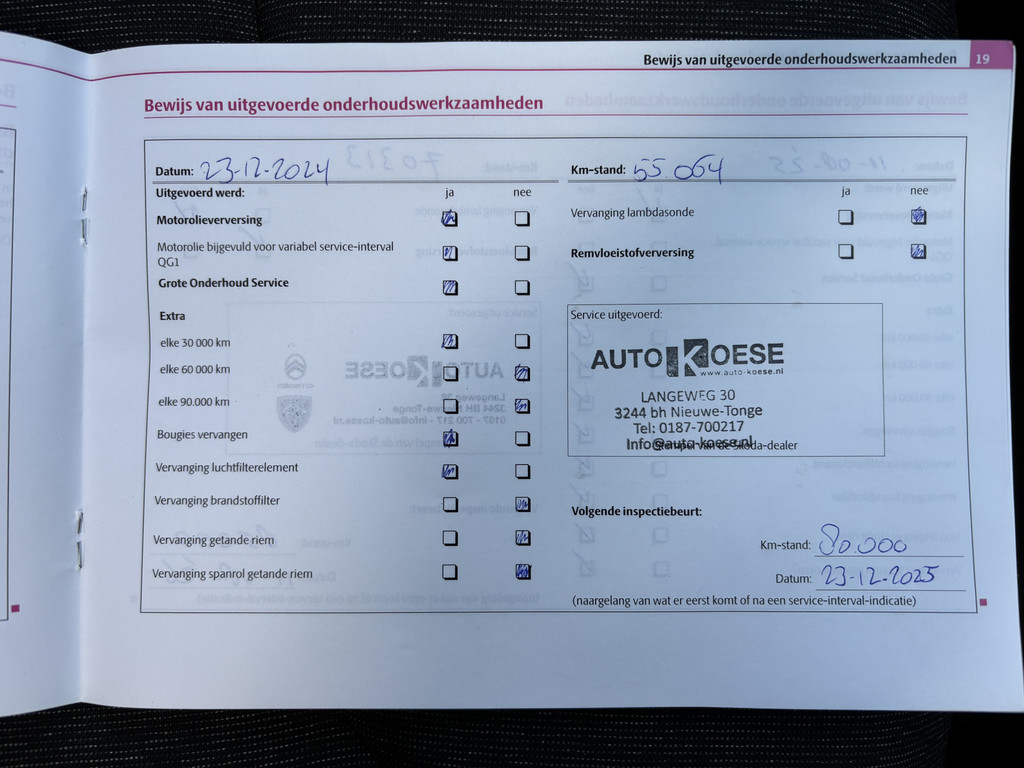 Bewijs van uitgevoerde onderhoudswerkzaamheden 19
Bewijs van uitgevoerde onderhoudswerkzaamheden
Datum: 23-12-2024
Uitgevoerd werd: ja nee
Motorolieverversing
Motorolie bijgevuld voor variabel service-interval
QG1
Grote Onderhoud Service
Extra
elke 30 000 km
elke 60 000 km
elke 90.000 km
Bougies vervangen
Vervanging luchtfilterelement
Vervanging brandstoffilter
Vervanging getande riem
Vervanging spanrol getande riem
Km-stand: 55.064
ja nee
Vervanging lambdasonde
Remvloeistofverversing
Service uitgevoerd:
AUTO KOESE
www.auto-koese.nl
LANGEWEG 30
3244 bh Nieuwe-Tonge
Tel: 0187-700217
Info@auto-koese.nl
Stempel van de Skoda-dealer
Volgende inspectiebeurt:
Km-stand: 80.000
Datum: 23-12-2025
(naargelang van wat er eerst komt of na een service-interval-indicatie)